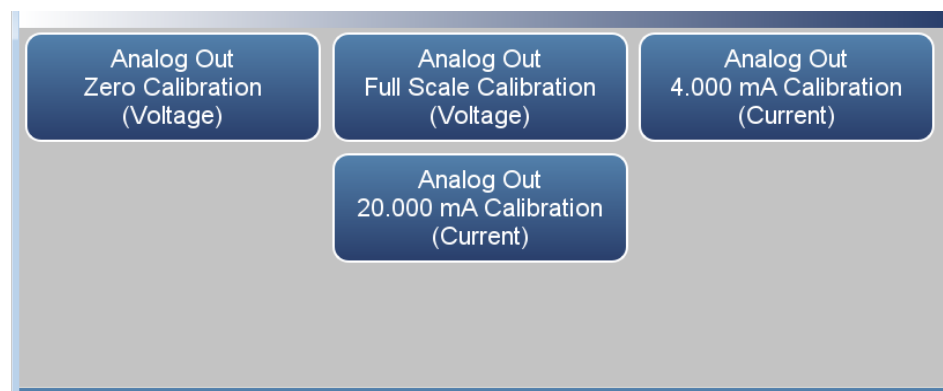 Analog Out
Zero Calibration
(Voltage)
Analog Out
Full Scale Calibration
(Voltage)
Analog Out
4.000 mA Calibration
(Current)
Analog Out
20.000 mA Calibration
(Current)